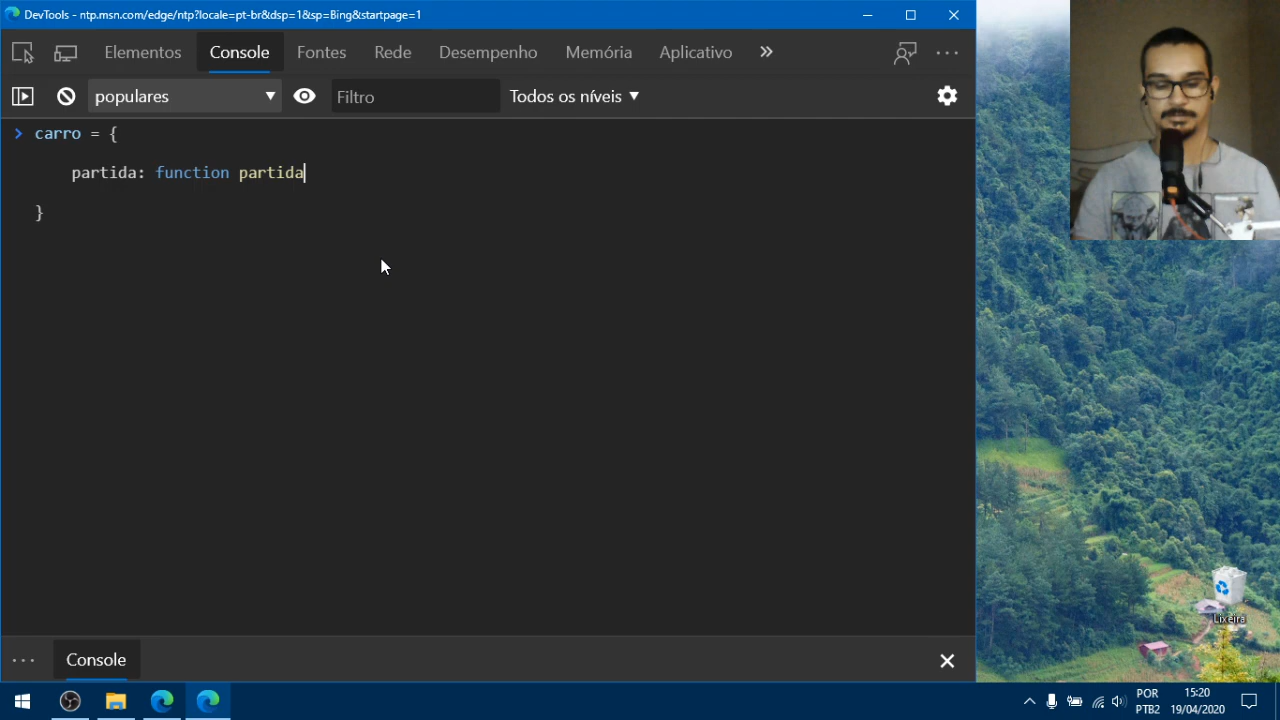 DevTools - ntp.msn.com/edge/ntp?locale=pt-br&dsp=1&sp=Bing&startpage=1
Elementos Console Fontes Rede Desempenho Memória Aplicativo »
populares ▼ Filtro Todos os níveis ▼
> carro = {
partida: function partida
}
... Console
Lixeira
POR 15:20
PTB2 19/04/2020